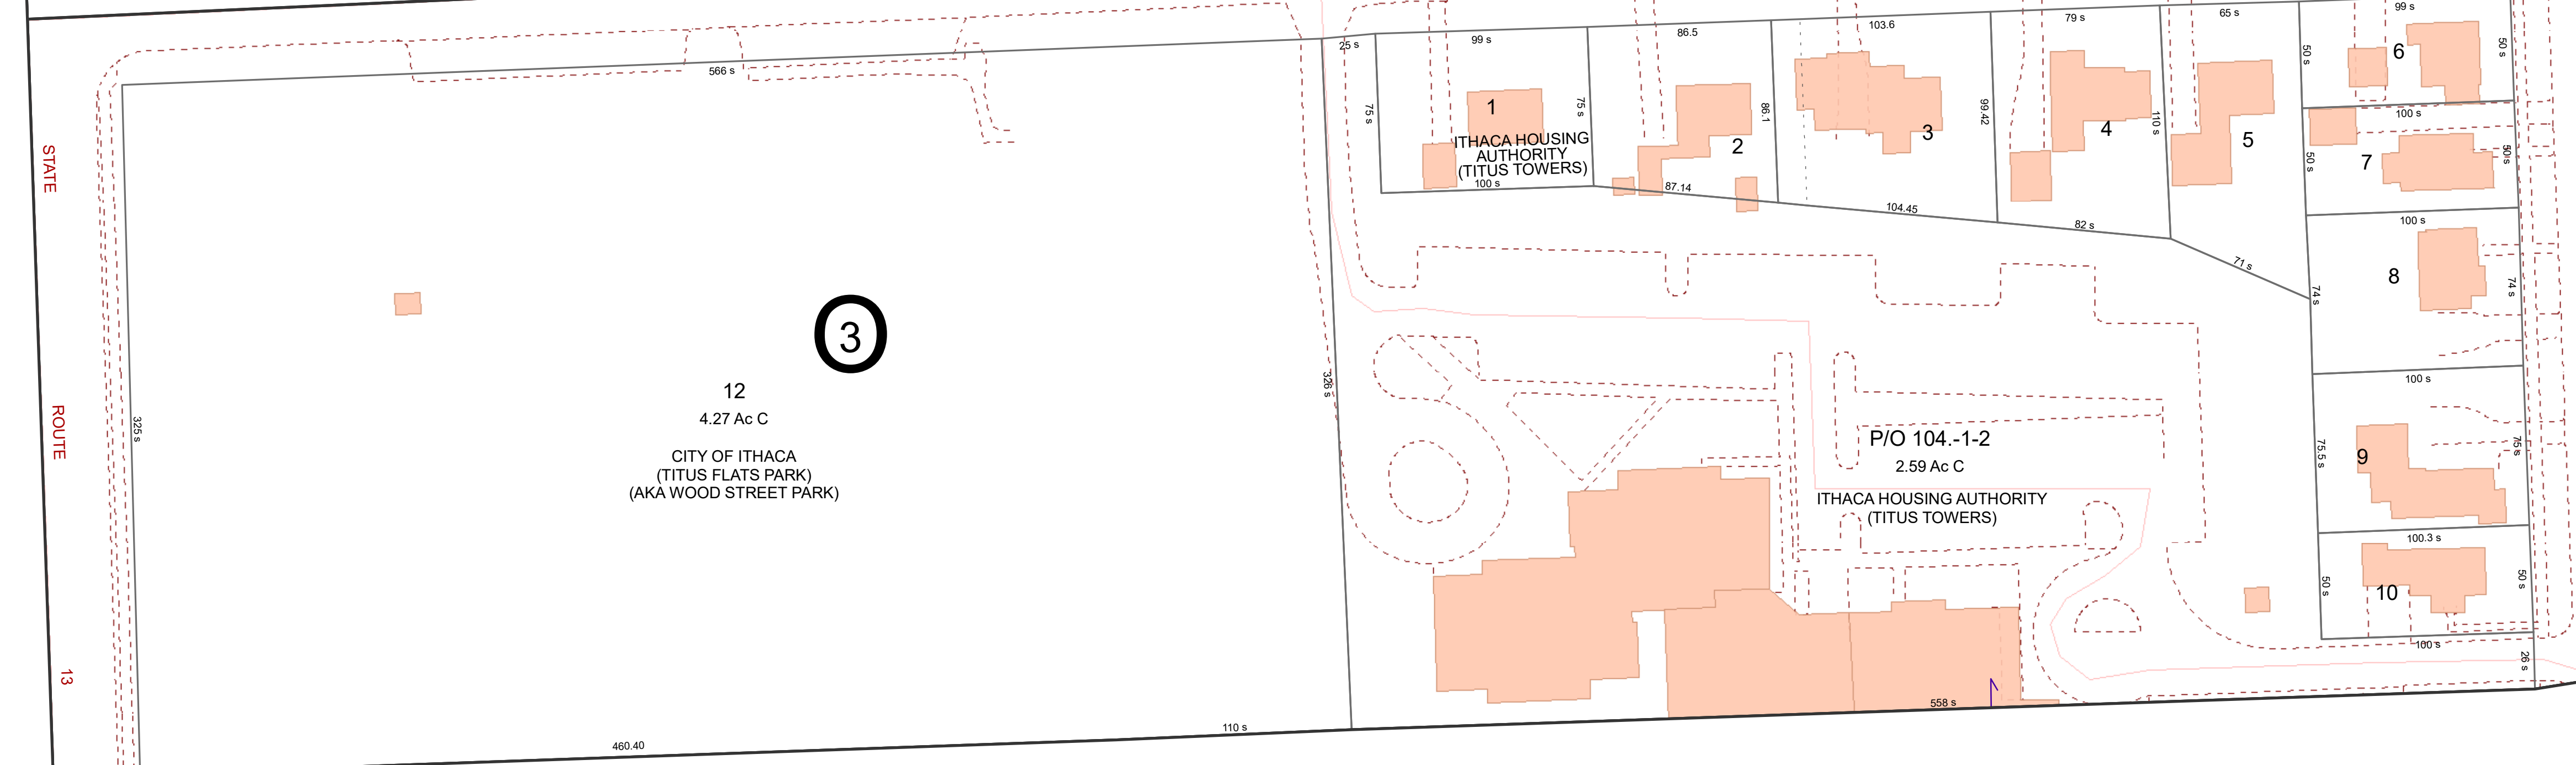 99 s
103.6
79 s
65 s
25 s
99 s
86.5
566 s
50 s
6
50 s
75 s
1
75 s
86.1
99.42
110 s
100 s
ITHACA HOUSING
AUTHORITY
(TITUS TOWERS)
2
3
4
5
50 s
7
50 s
100 s
87.14
104.45
82 s
100 s
71 s
8
74 s
74 s
STATE
ROUTE
13
3
12
4.27 Ac C
CITY OF ITHACA
(TITUS FLATS PARK)
(AKA WOOD STREET PARK)
325 s
326 s
100 s
P/O 104.-1-2
2.59 Ac C
ITHACA HOUSING AUTHORITY
(TITUS TOWERS)
75.5 s
9
75 s
100.3 s
50 s
10
50 s
100 s
26 s
558 s
110 s
460.40